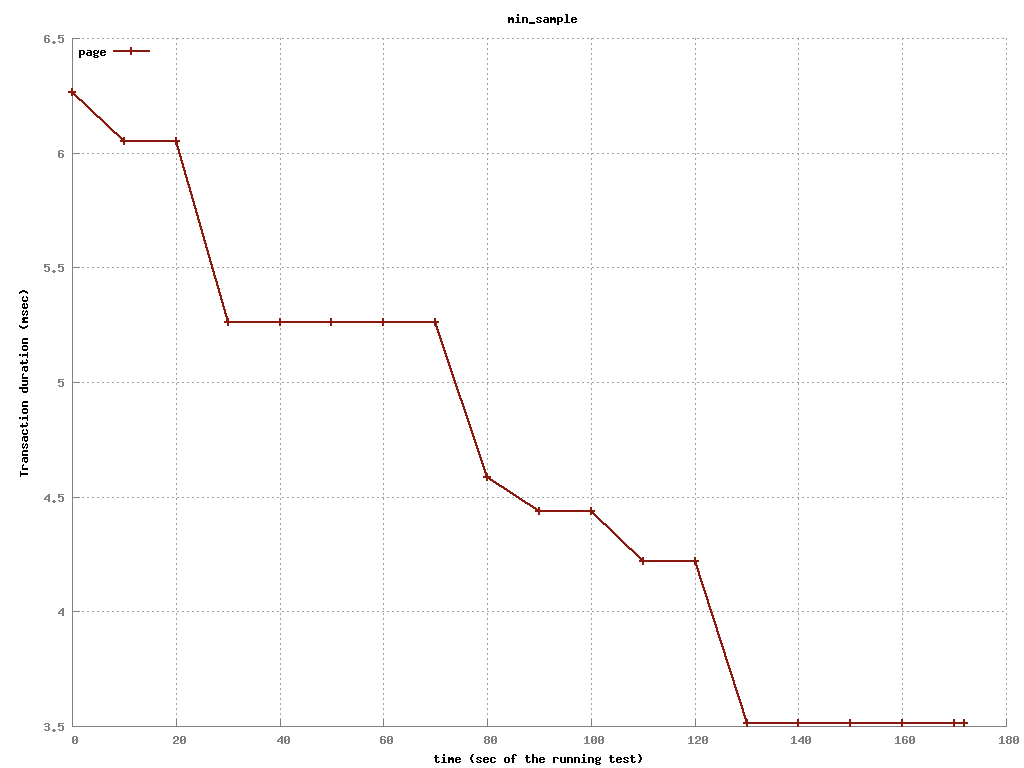 min_sample
6.5
page
6
5.5
5
4.5
4
3.5
Transaction duration (msec)
0 20 40 60 80 100 120 140 160 180
time (sec of the running test)